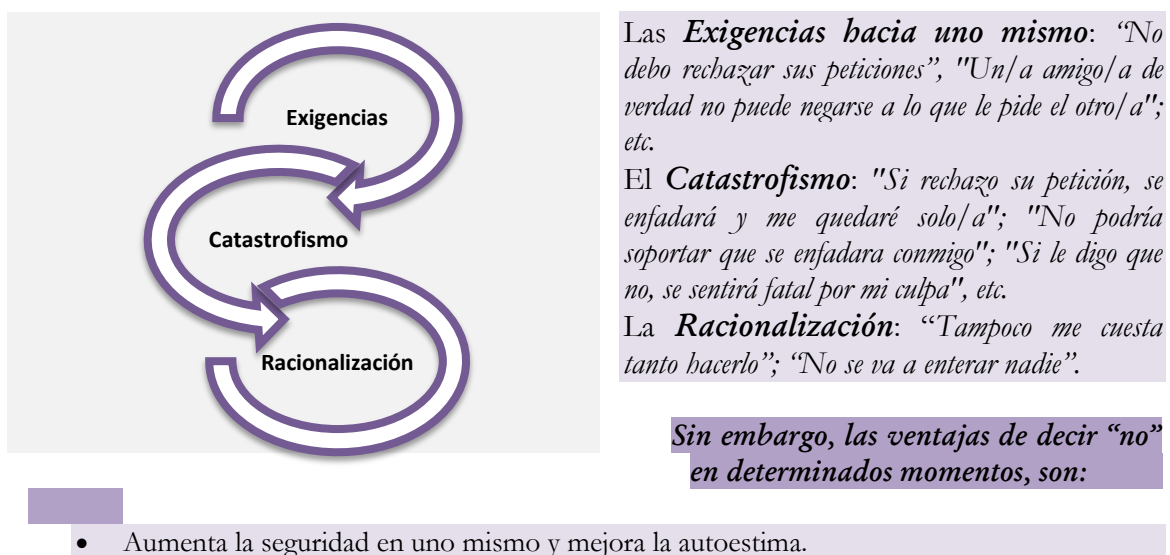 Exigencias
Catastrofismo
Racionalización
Las Exigencias hacia uno mismo: “No
debo rechazar sus peticiones”, "Un/a amigo/a de
verdad no puede negarse a lo que le pide el otro/a";
etc.
El Catastrofismo: "Si rechazo su petición, se
enfadará y me quedaré solo/a"; "No podría
soportar que se enfadara conmigo"; "Si le digo que
no, se sentirá fatal por mi culpa", etc.
La Racionalización: “Tampoco me cuesta
tanto hacerlo”; “No se va a enterar nadie”.
Sin embargo, las ventajas de decir “no”
en determinados momentos, son:
• Aumenta la seguridad en uno mismo y mejora la autoestima.